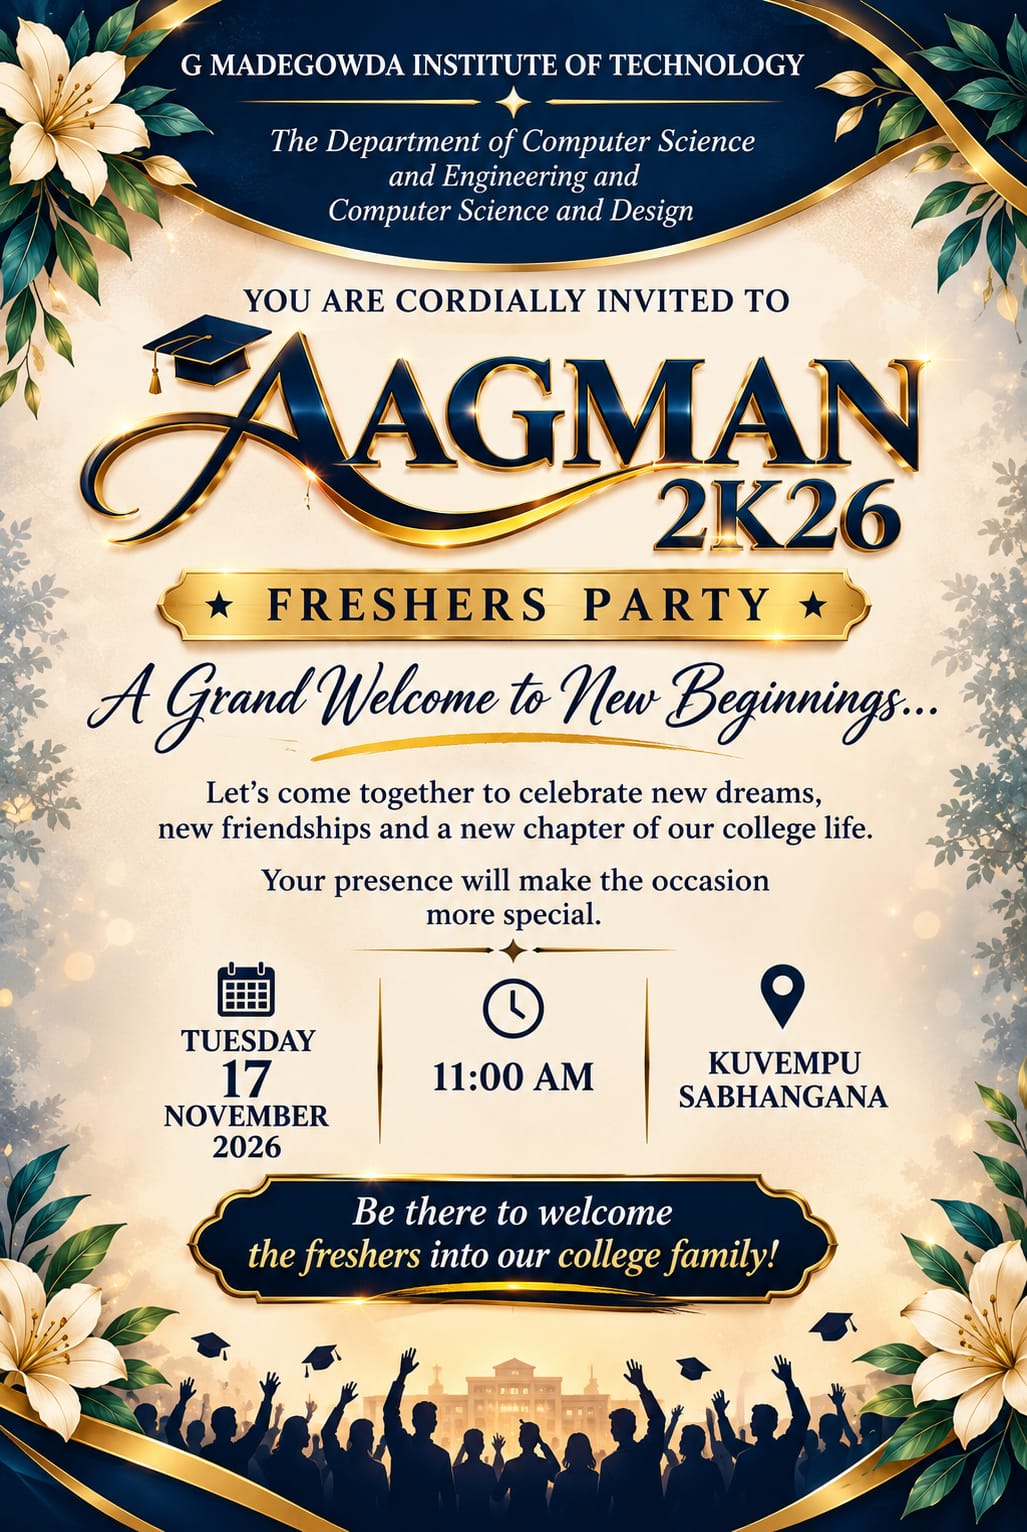 G MADEGOWDA INSTITUTE OF TECHNOLOGY
The Department of Computer Science
and Engineering and
Computer Science and Design
YOU ARE CORDIALLY INVITED TO
AAGMAN
2K26
★ FRESHERS PARTY ★
A Grand Welcome to New Beginnings...
Let's come together to celebrate new dreams,
new friendships and a new chapter of our college life.
Your presence will make the occasion
more special.
TUESDAY
17
NOVEMBER
2026
11:00 AM
KUVEMPU
SABHANGANA
Be there to welcome
the freshers into our college family!